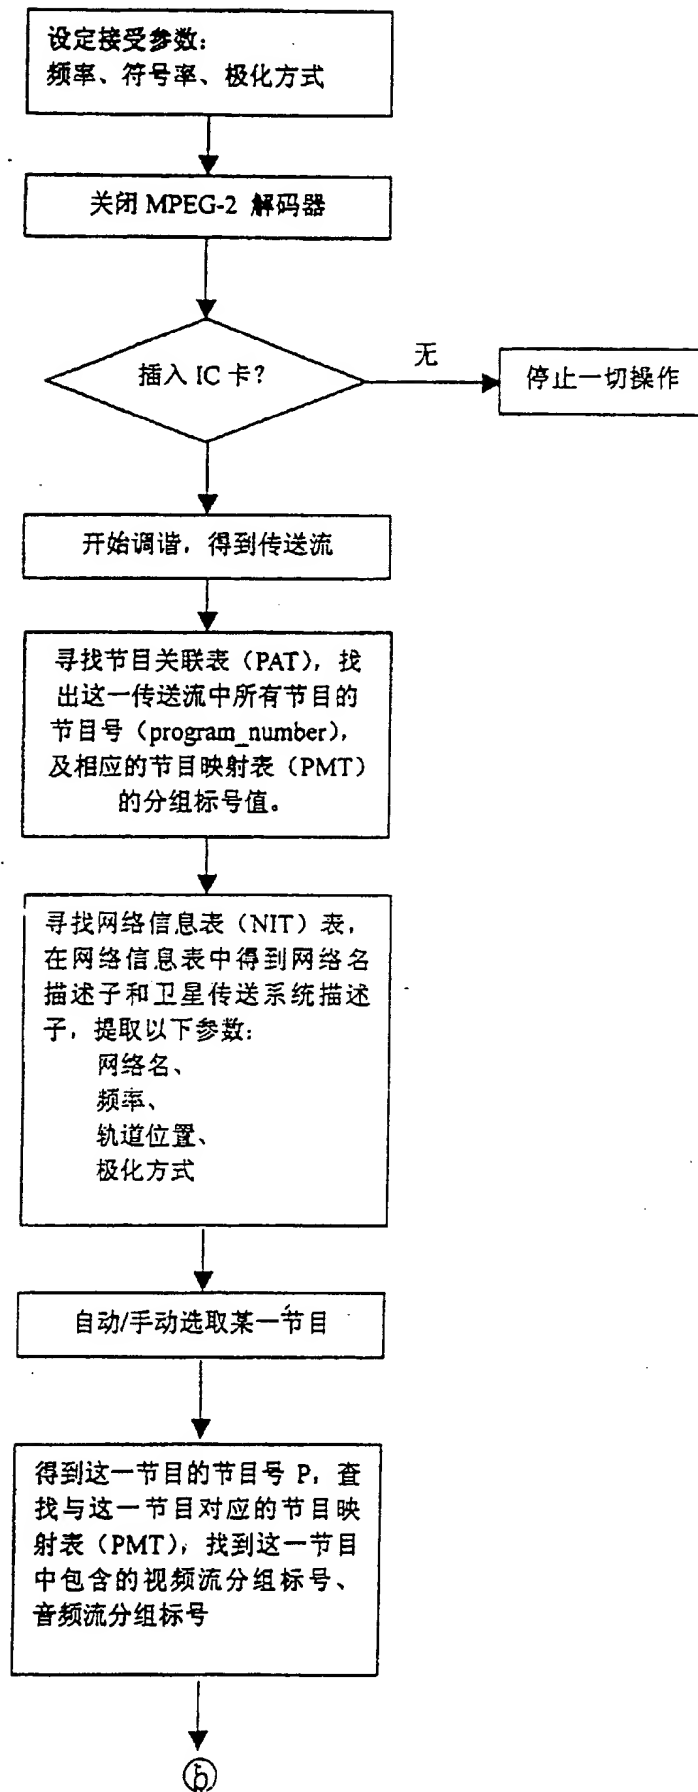 设定接受参数：
频率、符号率、极化方式
关闭 MPEG-2 解码器
插入 IC 卡？
无
停止一切操作
开始调谐，得到传送流
寻找节目关联表（PAT），找
出这一传送流中所有节目的
节目号（program_number），
及相应的节目映射表（PMT）
的分组标号值。
寻找网络信息表（NIT）表，
在网络信息表中得到网络名
描述子和卫星传送系统描述
子，提取以下参数：
网络名、
频率、
轨道位置、
极化方式
自动/手动选取某一节目
得到这一节目的节目号 P，查
找与这一节目对应的节目映
射表（PMT），找到这一节目
中包含的视频流分组标号、
音频流分组标号
b